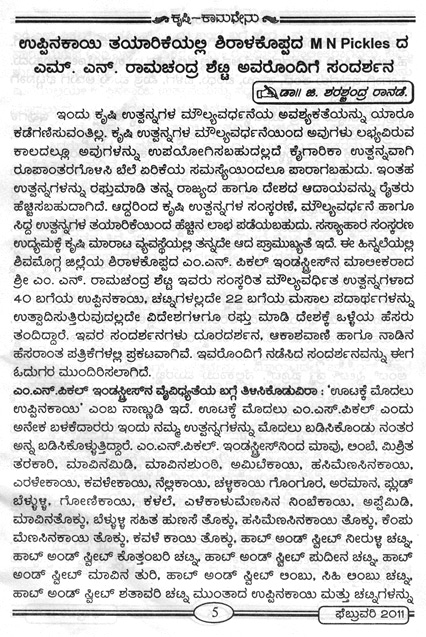 ಕೃಷಿ-ಕಾಮಧೇನು
ಉಪ್ಪಿನಕಾಯಿ ತಯಾರಿಕೆಯಲ್ಲಿ ಶಿರಾಳಕೊಪ್ಪದ M N Pickles ದ
ಎಮ್. ಎನ್. ರಾಮಚಂದ್ರ ಶೆಟ್ಟಿ ಅವರೊಂದಿಗೆ ಸಂದರ್ಶನ
ಡಾ॥ ಜಿ. ಶರಶ್ಚಂದ್ರ ರಾನಡೆ.
ಇಂದು ಕೃಷಿ ಉತ್ಪನ್ನಗಳ ಮೌಲ್ಯವರ್ಧನೆಯ ಅವಶ್ಯಕತೆಯನ್ನು ಯಾರೂ
ಕಡೆಗಣಿಸುವಂತಿಲ್ಲ. ಕೃಷಿ ಉತ್ಪನ್ನಗಳ ಮೌಲ್ಯವರ್ಧನೆಯಿಂದ ಅವುಗಳು ಲಭ್ಯವಿರುವ
ಕಾಲದಲ್ಲೂ ಅವುಗಳನ್ನು ಉಪಯೋಗಿಸಬಹುದಲ್ಲದೆ ಕೈಗಾರಿಕಾ ಉತ್ಪನ್ನವಾಗಿ
ರೂಪಾಂತರಗೊಳಿಸಿ ಬೆಲೆ ಏರಿಕೆಯ ಸಮಸ್ಯೆಯಿಂದಲೂ ಪಾರಾಗಬಹುದು. ಇಂತಹ
ಉತ್ಪನ್ನಗಳನ್ನು ರಫ್ತುಮಾಡಿ ತನ್ನ ರಾಜ್ಯದ ಹಾಗೂ ದೇಶದ ಆದಾಯವನ್ನು ರೈತರು
ಹೆಚ್ಚಿಸಬಹುದಾಗಿದೆ. ಆದ್ದರಿಂದ ಕೃಷಿ ಉತ್ಪನ್ನಗಳ ಸಂಸ್ಕರಣೆ, ಮೌಲ್ಯವರ್ಧನೆ ಹಾಗೂ
ಸಿದ್ಧ ಉತ್ಪನ್ನಗಳ ತಯಾರಿಕೆಯಿಂದ ಹೆಚ್ಚಿನ ಲಾಭ ಪಡೆಯಬಹುದು. ಸಸ್ಯಾಹಾರ ಸಂಸ್ಕರಣ
ಉದ್ಯಮಕ್ಕೆ ಕೃಷಿ ಮಾರಾಟ ವ್ಯವಸ್ಥೆಯಲ್ಲಿ ತನ್ನದೇ ಆದ ಪ್ರಾಮುಖ್ಯತೆ ಇದೆ. ಈ ಹಿನ್ನಲೆಯಲ್ಲಿ
ಶಿವಮೊಗ್ಗ ಜಿಲ್ಲೆಯ ಶಿರಾಳಕೊಪ್ಪದ ಎಂ.ಎನ್. ಪಿಕಲ್ ಇಂಡಸ್ಟ್ರೀಸ್‌ನ ಮಾಲೀಕರಾದ
ಶ್ರೀ ಎಂ. ಎನ್. ರಾಮಚಂದ್ರ ಶೆಟ್ಟಿ ಇವರು ಸಂಸ್ಕರಿತ ಮೌಲ್ಯವರ್ಧಿತ ಉತ್ಪನ್ನಗಳಾದ
40 ಬಗೆಯ ಉಪ್ಪಿನಕಾಯಿ, ಚಟ್ನಿಗಳಲ್ಲದೇ 22 ಬಗೆಯ ಮಸಾಲ ಪದಾರ್ಥಗಳನ್ನು
ಉತ್ಪಾದಿಸುತ್ತಿರುವುದಲ್ಲದೇ ವಿದೇಶಗಳಿಗೂ ರಫ್ತು ಮಾಡಿ ದೇಶಕ್ಕೆ ಒಳ್ಳೆಯ ಹೆಸರು
ತಂದಿದ್ದಾರೆ. ಇವರ ಸಂದರ್ಶನಗಳು ದೂರದರ್ಶನ, ಆಕಾಶವಾಣಿ ಹಾಗೂ ನಾಡಿನ
ಹೆಸರಾಂತ ಪತ್ರಿಕೆಗಳಲ್ಲಿ ಪ್ರಕಟವಾಗಿವೆ. ಇವರೊಂದಿಗೆ ನಡೆಸಿದ ಸಂದರ್ಶನವನ್ನು ಈಗ
ಓದುಗರ ಮುಂದಿರಿಸಲಾಗಿದೆ.
ಎಂ.ಎನ್.ಪಿಕಲ್ ಇಂಡಸ್ಟ್ರೀಸ್‌ನ ವೈವಿಧ್ಯತೆಯ ಬಗ್ಗೆ ತಿಳಿಸಿಕೊಡುವಿರಾ : 'ಊಟಕ್ಕೆ ಮೊದಲು
ಉಪ್ಪಿನಕಾಯಿ' ಎಂಬ ನಾಣ್ಣುಡಿ ಇದೆ. ಊಟಕ್ಕೆ ಮೊದಲು ಎಂ.ಎನ್.ಪಿಕಲ್ ಎಂದು
ಅನೇಕ ಬಳಕೆದಾರರು ಇಂದು ನಮ್ಮ ಉತ್ಪನ್ನಗಳನ್ನು ಮೊದಲು ಬಡಿಸಿಕೊಂಡು ನಂತರ
ಅನ್ನ ಬಡಿಸಿಕೊಳ್ಳುತ್ತಿದ್ದಾರೆ. ಎಂ.ಎನ್.ಪಿಕಲ್. ಇಂಡಸ್ಟ್ರೀಸ್‌ನಿಂದ ಮಾವು, ಲಿಂಬೆ, ಮಿಶ್ರಿತ
ತರಕಾರಿ, ಮಾವಿನಮಿಡಿ, ಮಾವಿನಶುಂಠಿ, ಅಮಟೆಕಾಯಿ, ಹಸಿಮೆಣಸಿನಕಾಯಿ,
ಎರಳೇಕಾಯಿ, ಕವಳೇಕಾಯಿ, ನೆಲ್ಲಿಕಾಯಿ, ಚಳ್ಳಕಾಯಿ ಗೊಂಗೂರ, ಅರಮಾನ, ಫ್ಲಡ್
ಬೆಳ್ಳುಳ್ಳಿ, ಗೋಣಿಕಾಯಿ, ಕಳಲೆ, ಎಳೆಕಾಳುಮೆಣಸಿನ ನಿಂಬೆಕಾಯಿ, ಅಪ್ಪೆಮಿಡಿ,
ಮಾವಿನತೊಕ್ಕು, ಬೆಳ್ಳುಳ್ಳಿ ಸಹಿತ ಹುಣಸೆ ತೊಕ್ಕು, ಹಸಿಮೆಣಸಿನಕಾಯಿ ತೊಕ್ಕು, ಕೆಂಪು
ಮೆಣಸಿನಕಾಯಿ ತೊಕ್ಕು, ಕವಳೆ ಕಾಯಿ ತೊಕ್ಕು, ಹಾಟ್ ಅಂಡ್ ಸ್ವೀಟ್ ನೀರುಳ್ಳಿ ಚಟ್ನಿ,
ಹಾಟ್ ಅಂಡ್ ಸ್ವೀಟ್ ಕೊತ್ತಂಬರಿ ಚಟ್ನಿ, ಹಾಟ್ ಅಂಡ್ ಸ್ವೀಟ್ ಪುದೀನ ಚಟ್ನಿ, ಹಾಟ್
ಅಂಡ್ ಸ್ವೀಟ್ ಮಾವಿನ ತುರಿ, ಹಾಟ್ ಅಂಡ್ ಸ್ವೀಟ್ ಲಿಂಬು, ಸಿಹಿ ಲಿಂಬು ಚಟ್ನಿ,
ಹಾಟ್ ಅಂಡ್ ಸ್ವೀಟ್ ಶತಾವರಿ ಚಟ್ನಿ ಮುಂತಾದ ಉಪ್ಪಿನಕಾಯಿ ಮತ್ತು ಚಟ್ನಿಗಳನ್ನು
5
ಫೆಬ್ರುವರಿ 2011